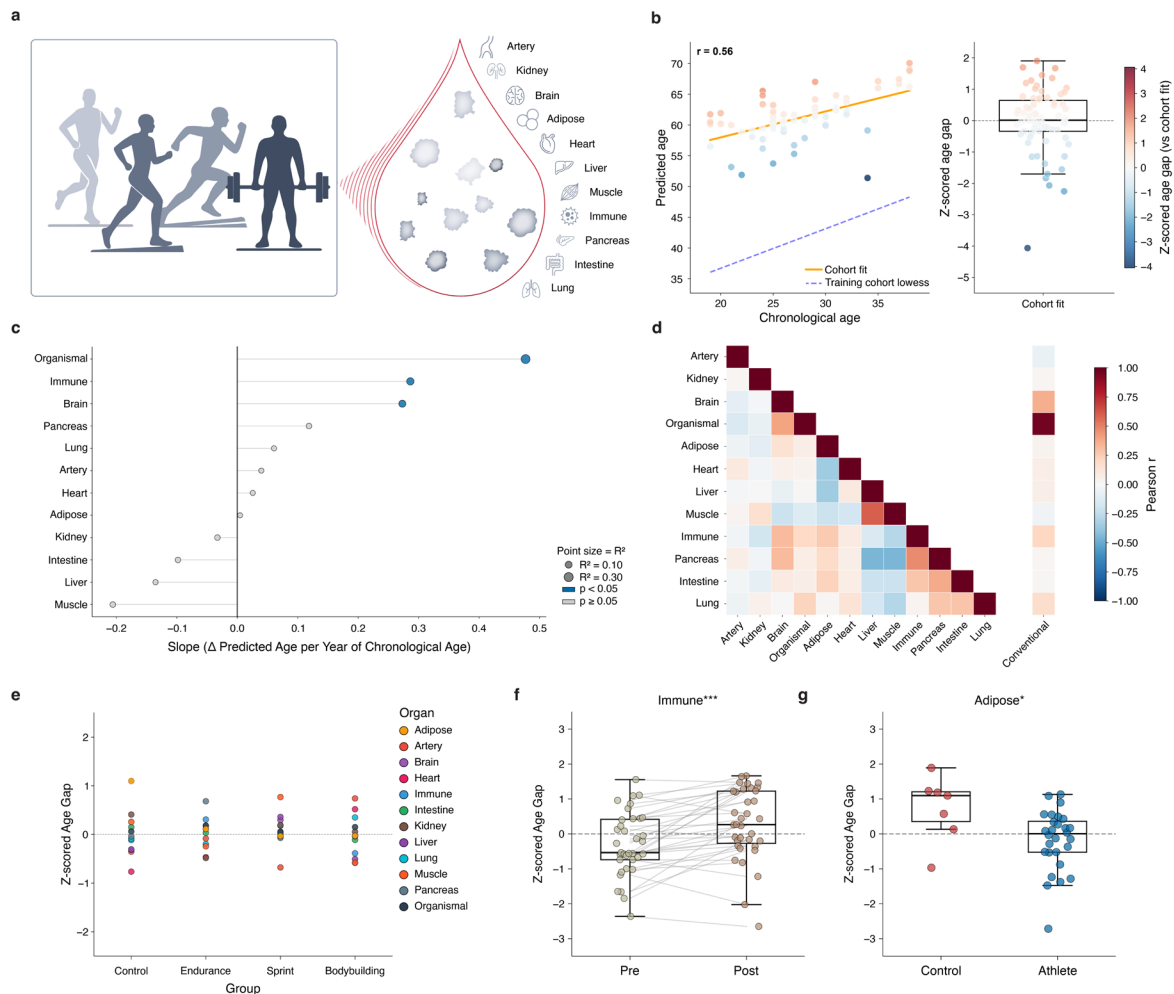 a
Artery
Kidney
Brain
Adipose
Heart
Liver
Muscle
Immune
Pancreas
Intestine
Lung
b
r = 0.56
70
65
60
55
50
45
40
35
Predicted age
20
25
30
35
Chronological age
Cohort fit
Training cohort lowess
2
1
0
−1
−2
−3
−4
−5
Z-scored age gap
Cohort fit
4
3
2
1
0
−1
−2
−3
−4
Z-scored age gap (vs cohort fit)
c
Organismal
Immune
Brain
Pancreas
Lung
Artery
Heart
Adipose
Kidney
Intestine
Liver
Muscle
−0.2
−0.1
0.0
0.1
0.2
0.3
0.4
0.5
Slope (Δ Predicted Age per Year of Chronological Age)
Point size = R²
R² = 0.10
R² = 0.30
p < 0.05
p ≥ 0.05
d
Artery
Kidney
Brain
Organismal
Adipose
Heart
Liver
Muscle
Immune
Pancreas
Intestine
Lung
Artery
Kidney
Brain
Organismal
Adipose
Heart
Liver
Muscle
Immune
Pancreas
Intestine
Lung
Conventional
1.00
0.75
0.50
0.25
0.00
−0.25
−0.50
−0.75
−1.00
Pearson r
e
2
1
0
−1
−2
Z-scored Age Gap
Control
Endurance
Sprint
Bodybuilding
Group
Organ
Adipose
Artery
Brain
Heart
Immune
Intestine
Kidney
Liver
Lung
Muscle
Pancreas
Organismal
f
Immune***
3
2
1
0
−1
−2
−3
Z-scored Age Gap
Pre
Post
g
Adipose*
3
2
1
0
−1
−2
−3
Z-scored Age Gap
Control
Athlete